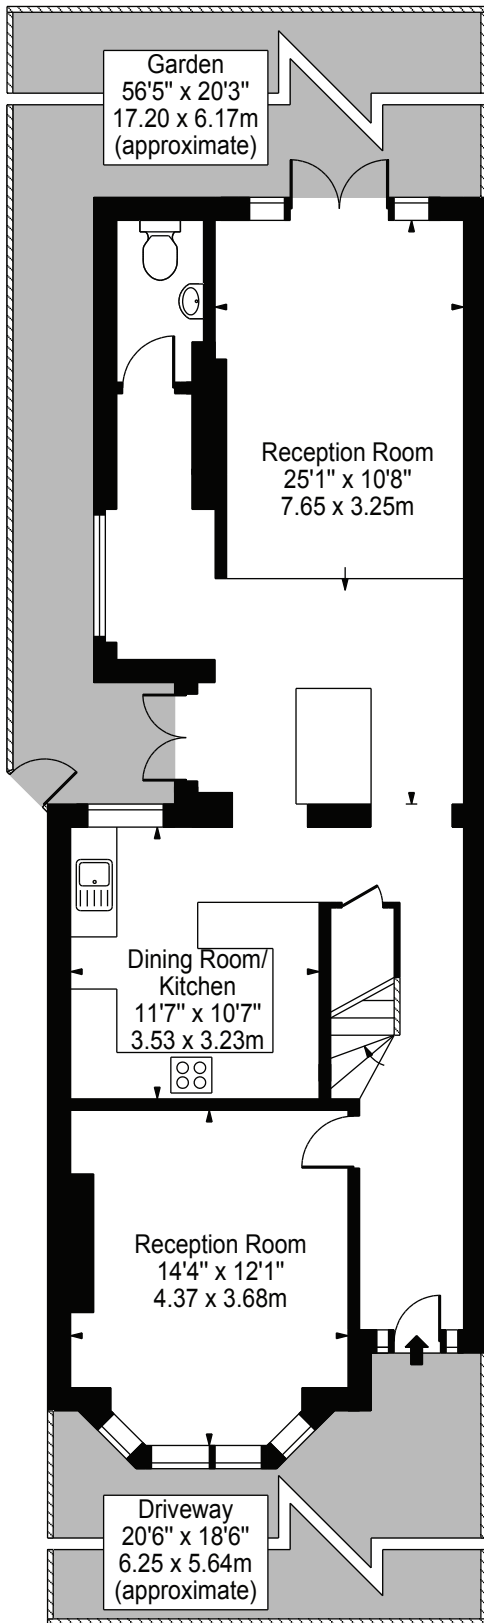 Garden
56'5" x 20'3"
17.20 x 6.17m
(approximate)
Reception Room
25'1" x 10'8"
7.65 x 3.25m
Dining Room/
Kitchen
11'7" x 10'7"
3.53 x 3.23m
Reception Room
14'4" x 12'1"
4.37 x 3.68m
Driveway
20'6" x 18'6"
6.25 x 5.64m
(approximate)